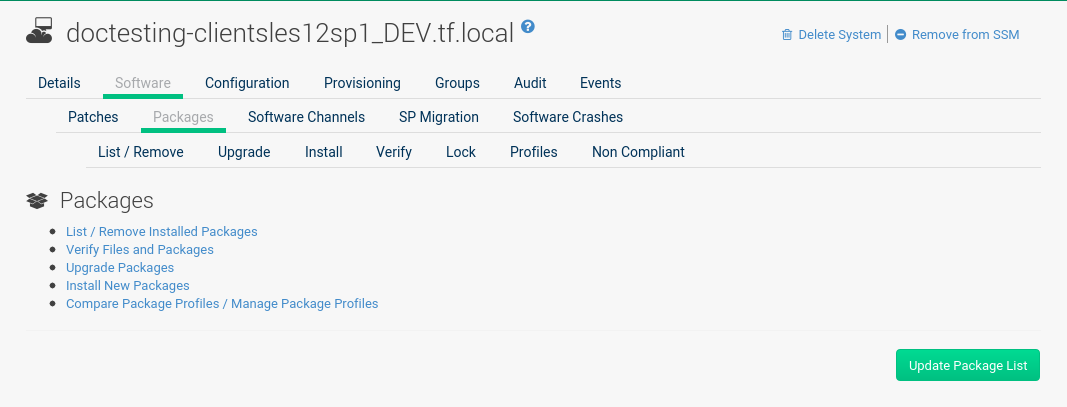 doctesting-clientsles12sp1_DEV.tf.local ?
Delete System | Remove from SSM
Details Software Configuration Provisioning Groups Audit Events
Patches Packages Software Channels SP Migration Software Crashes
List / Remove Upgrade Install Verify Lock Profiles Non Compliant
Packages
List / Remove Installed Packages
Verify Files and Packages
Upgrade Packages
Install New Packages
Compare Package Profiles / Manage Package Profiles
Update Package List